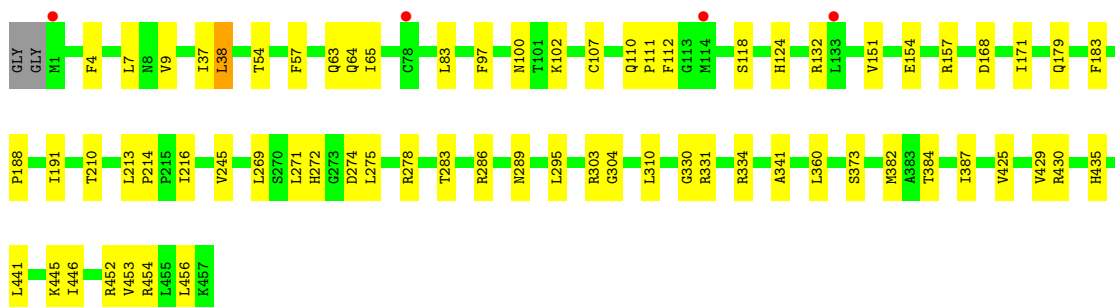 GLY GLY M1 F4 L7 N8 V9 I37 L38 T54 F57 Q63 Q64 I65 C78 L83 F97 N100 T101 K102 C107 Q110 P111 F112 G113 M114 S118 H124 R132 L133 V151 E154 R157 D168 I171 Q179 F183
P188 I191 T210 L213 P214 P215 I216 V245 L269 S270 L271 H272 G273 D274 L275 R278 T283 R286 N289 L295 R303 G304 L310 G330 R331 R334 A341 L360 S373 M382 A383 T384 I387 V425 V429 R430 H435
L441 K445 I446 R452 V453 R454 L455 L456 K457